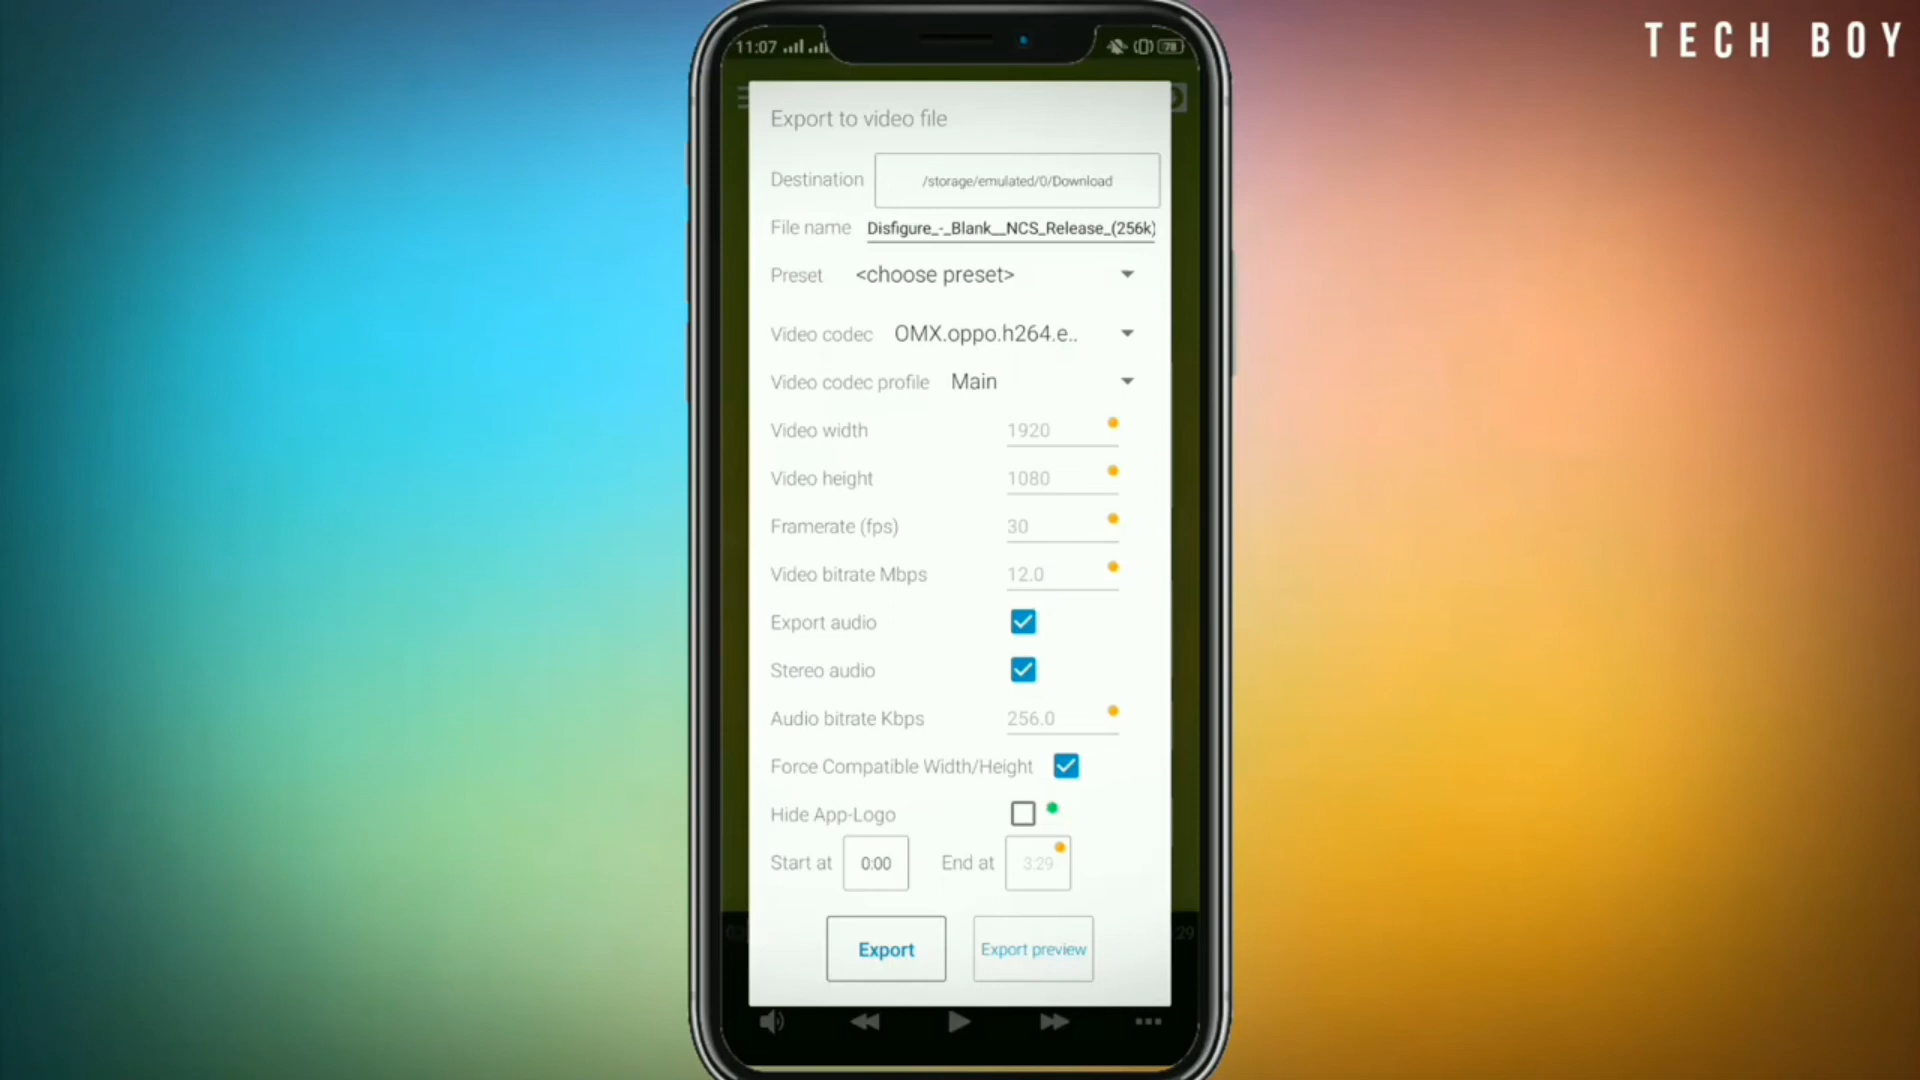 TECH BOY
11:07
78
Export to video file
Destination /storage/emulated/0/Download
File name Disfigure_-_Blank__NCS_Release_(256k)
Preset <choose preset>
Video codec OMX.oppo.h264.e..
Video codec profile Main
Video width 1920
Video height 1080
Framerate (fps) 30
Video bitrate Mbps 12.0
Export audio
Stereo audio
Audio bitrate Kbps 256.0
Force Compatible Width/Height
Hide App-Logo
Start at 0:00 End at 3:29
29
Export Export preview